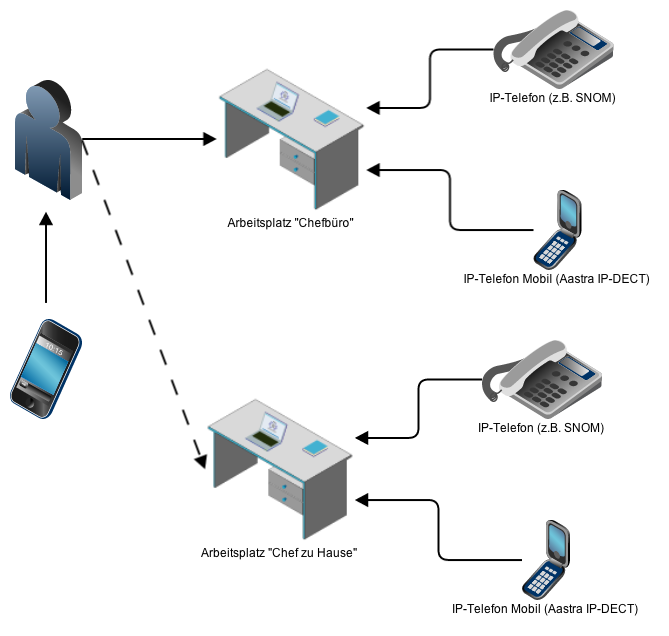 IP-Telefon (z.B. SNOM)
Arbeitsplatz "Chefbüro"
IP-Telefon Mobil (Aastra IP-DECT)
10:15
IP-Telefon (z.B. SNOM)
Arbeitsplatz "Chef zu Hause"
IP-Telefon Mobil (Aastra IP-DECT)